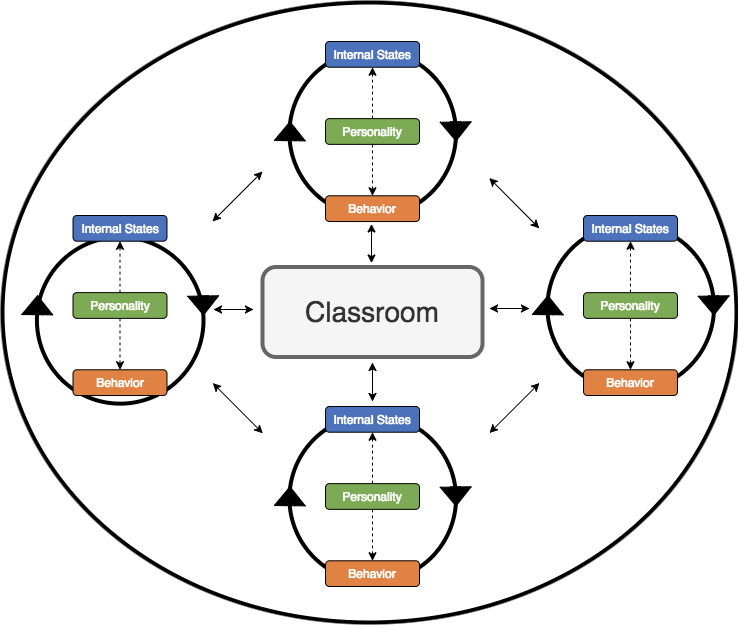 Internal States
Personality
Behavior
Internal States
Personality
Behavior
Classroom
Internal States
Personality
Behavior
Internal States
Personality
Behavior